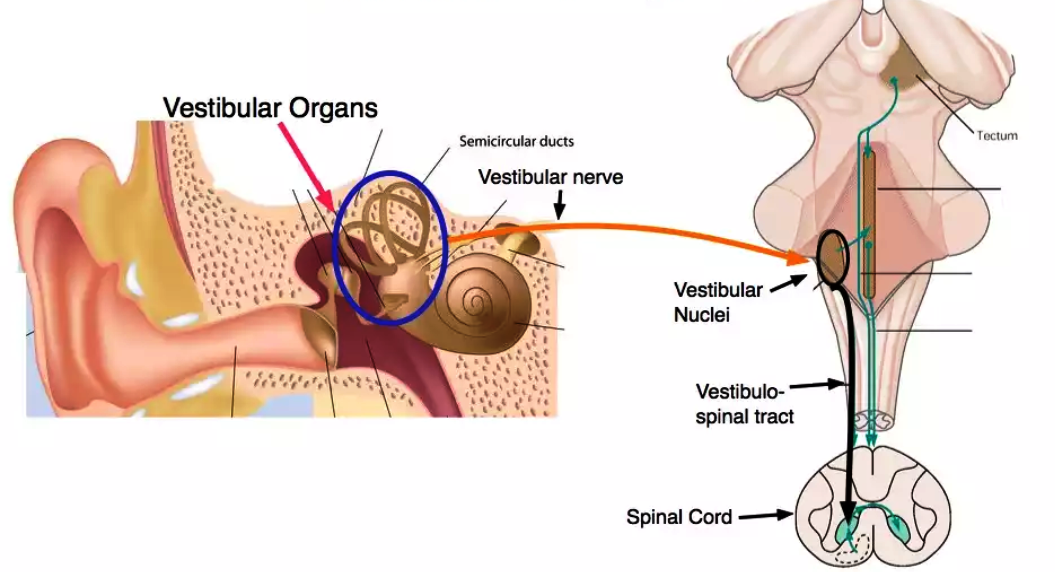 Vestibular Organs
Semicircular ducts
Vestibular nerve
Tectum
Vestibular
Nuclei
Vestibulo-
spinal tract
Spinal Cord